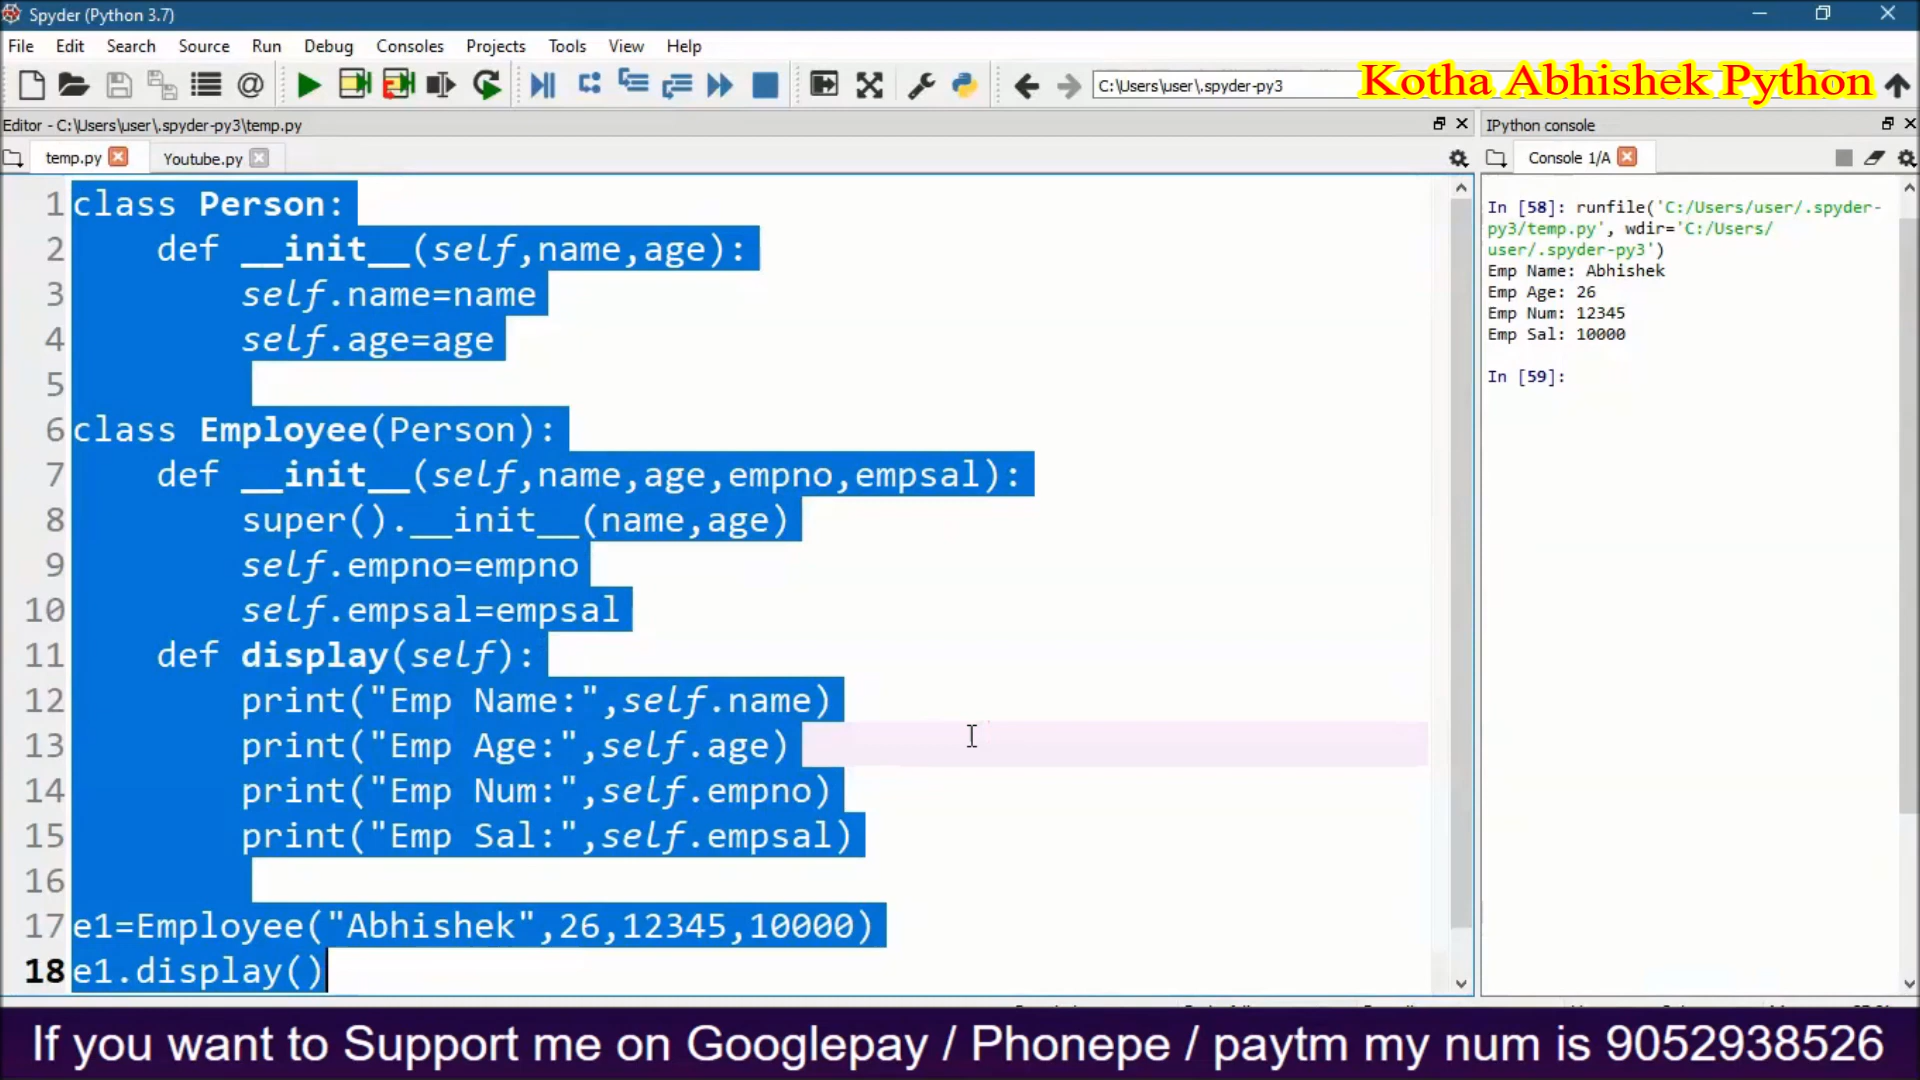 Spyder (Python 3.7)
File Edit Search Source Run Debug Consoles Projects Tools View Help
C:\Users\user\.spyder-py3
Kotha Abhishek Python
Editor - C:\Users\user\.spyder-py3\temp.py
temp.py Youtube.py
1 class Person:
2 def __init__(self,name,age):
3 self.name=name
4 self.age=age
5
6 class Employee(Person):
7 def __init__(self,name,age,empno,empsal):
8 super().__init__(name,age)
9 self.empno=empno
10 self.empsal=empsal
11 def display(self):
12 print("Emp Name:",self.name)
13 print("Emp Age:",self.age)
14 print("Emp Num:",self.empno)
15 print("Emp Sal:",self.empsal)
16
17 e1=Employee("Abhishek",26,12345,10000)
18 e1.display()
IPython console
Console 1/A
In [58]: runfile('C:/Users/user/.spyder-
py3/temp.py', wdir='C:/Users/
user/.spyder-py3')
Emp Name: Abhishek
Emp Age: 26
Emp Num: 12345
Emp Sal: 10000
In [59]:
If you want to Support me on Googlepay / Phonepe / paytm my num is 9052938526